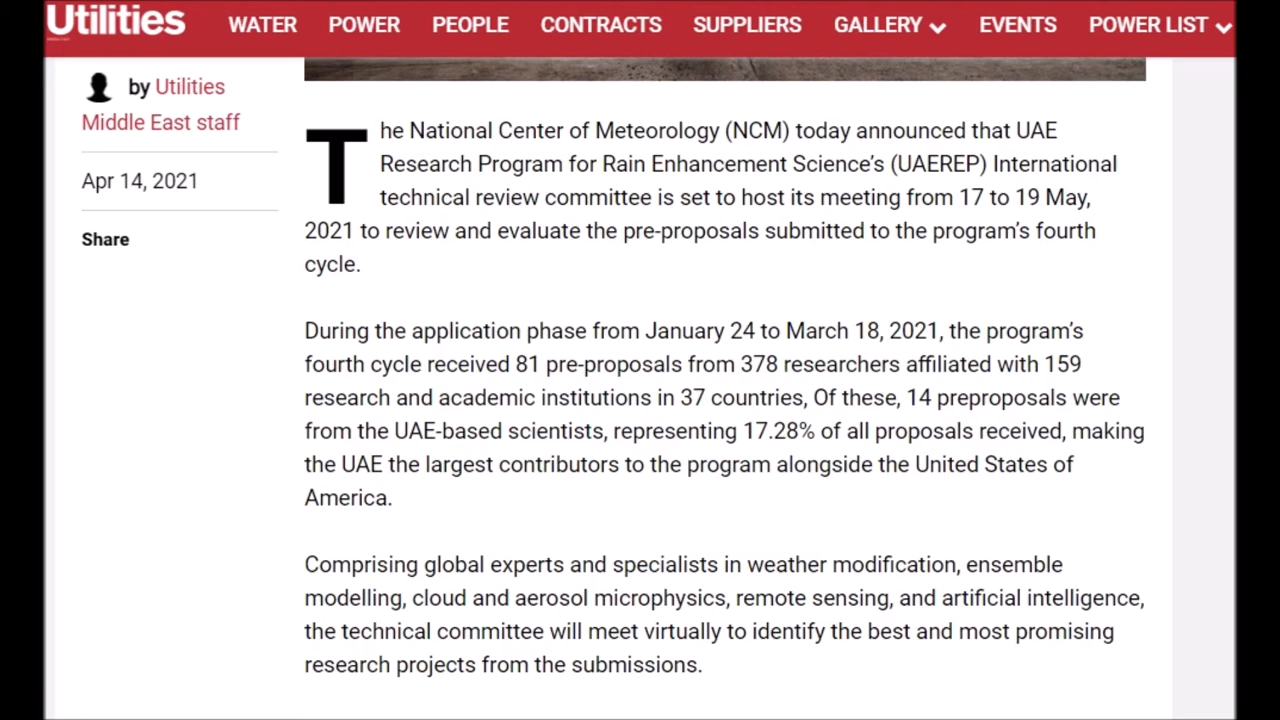 Utilities
WATER POWER PEOPLE CONTRACTS SUPPLIERS GALLERY EVENTS POWER LIST
by Utilities
Middle East staff
Apr 14, 2021
Share
The National Center of Meteorology (NCM) today announced that UAE
Research Program for Rain Enhancement Science’s (UAEREP) International
technical review committee is set to host its meeting from 17 to 19 May,
2021 to review and evaluate the pre-proposals submitted to the program’s fourth
cycle.
During the application phase from January 24 to March 18, 2021, the program’s
fourth cycle received 81 pre-proposals from 378 researchers affiliated with 159
research and academic institutions in 37 countries, Of these, 14 preproposals were
from the UAE-based scientists, representing 17.28% of all proposals received, making
the UAE the largest contributors to the program alongside the United States of
America.
Comprising global experts and specialists in weather modification, ensemble
modelling, cloud and aerosol microphysics, remote sensing, and artificial intelligence,
the technical committee will meet virtually to identify the best and most promising
research projects from the submissions.